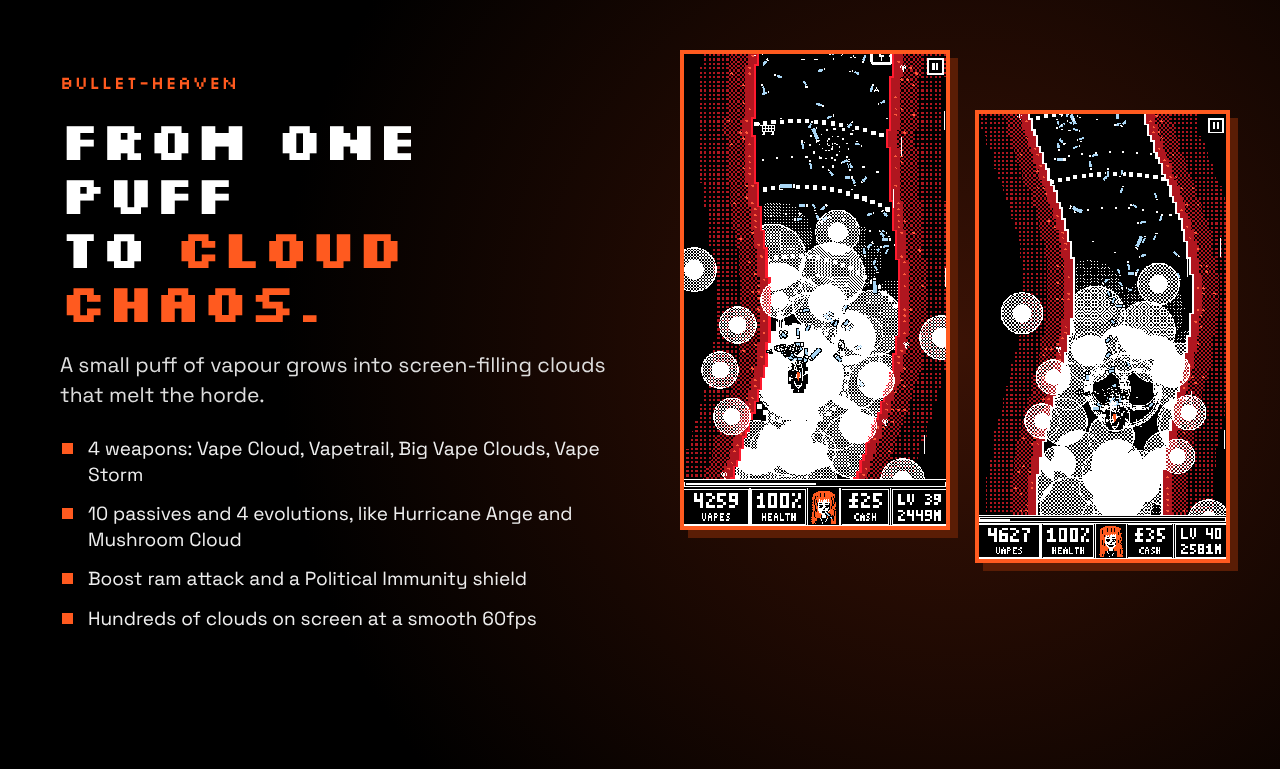 BULLET-HEAVEN
FROM ONE
PUFF
TO CLOUD
CHAOS.
A small puff of vapour grows into screen-filling clouds
that melt the horde.
4 weapons: Vape Cloud, Vapetrail, Big Vape Clouds, Vape
Storm
10 passives and 4 evolutions, like Hurricane Ange and
Mushroom Cloud
Boost ram attack and a Political Immunity shield
Hundreds of clouds on screen at a smooth 60fps
4259
VAPES
100%
HEALTH
£25
CASH
LV 39
2449M
4627
VAPES
100%
HEALTH
£35
CASH
LV 40
2581M